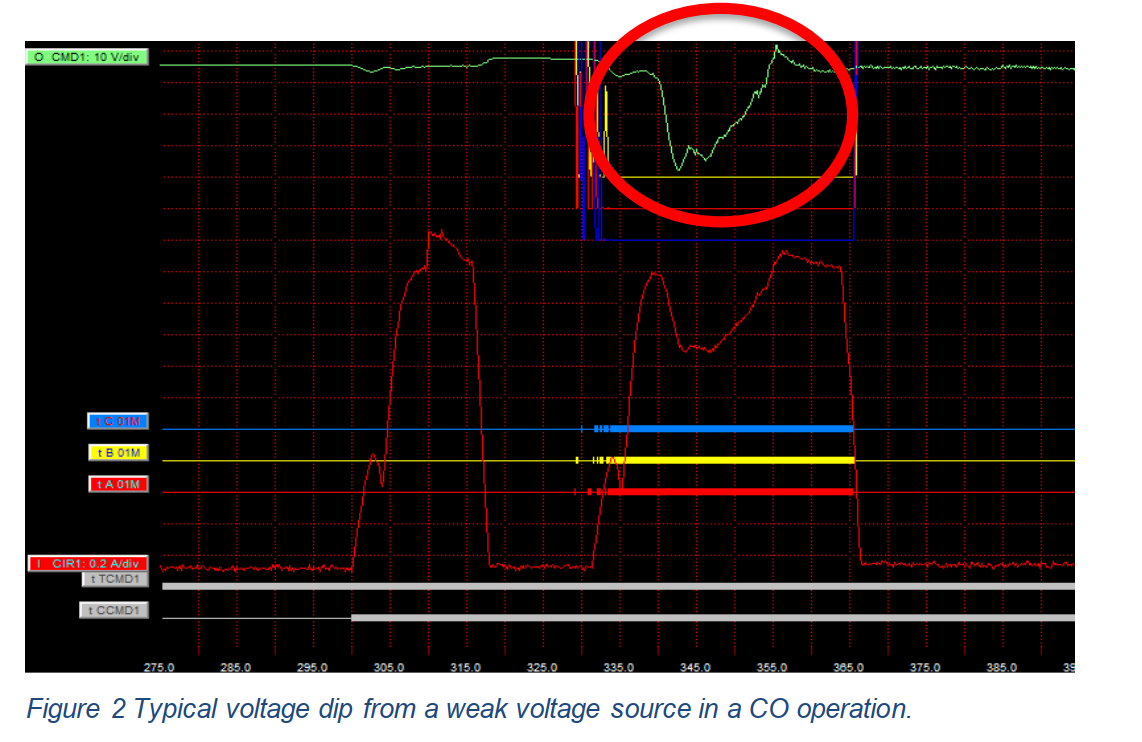 O CMD1: 10 V/div
t C 01M
t B 01M
t A 01M
I CIR1: 0.2 A/div
t TCMD1
t CCMD1
275.0 285.0 295.0 305.0 315.0 325.0 335.0 345.0 355.0 365.0 375.0 385.0 39
Figure 2 Typical voltage dip from a weak voltage source in a CO operation.